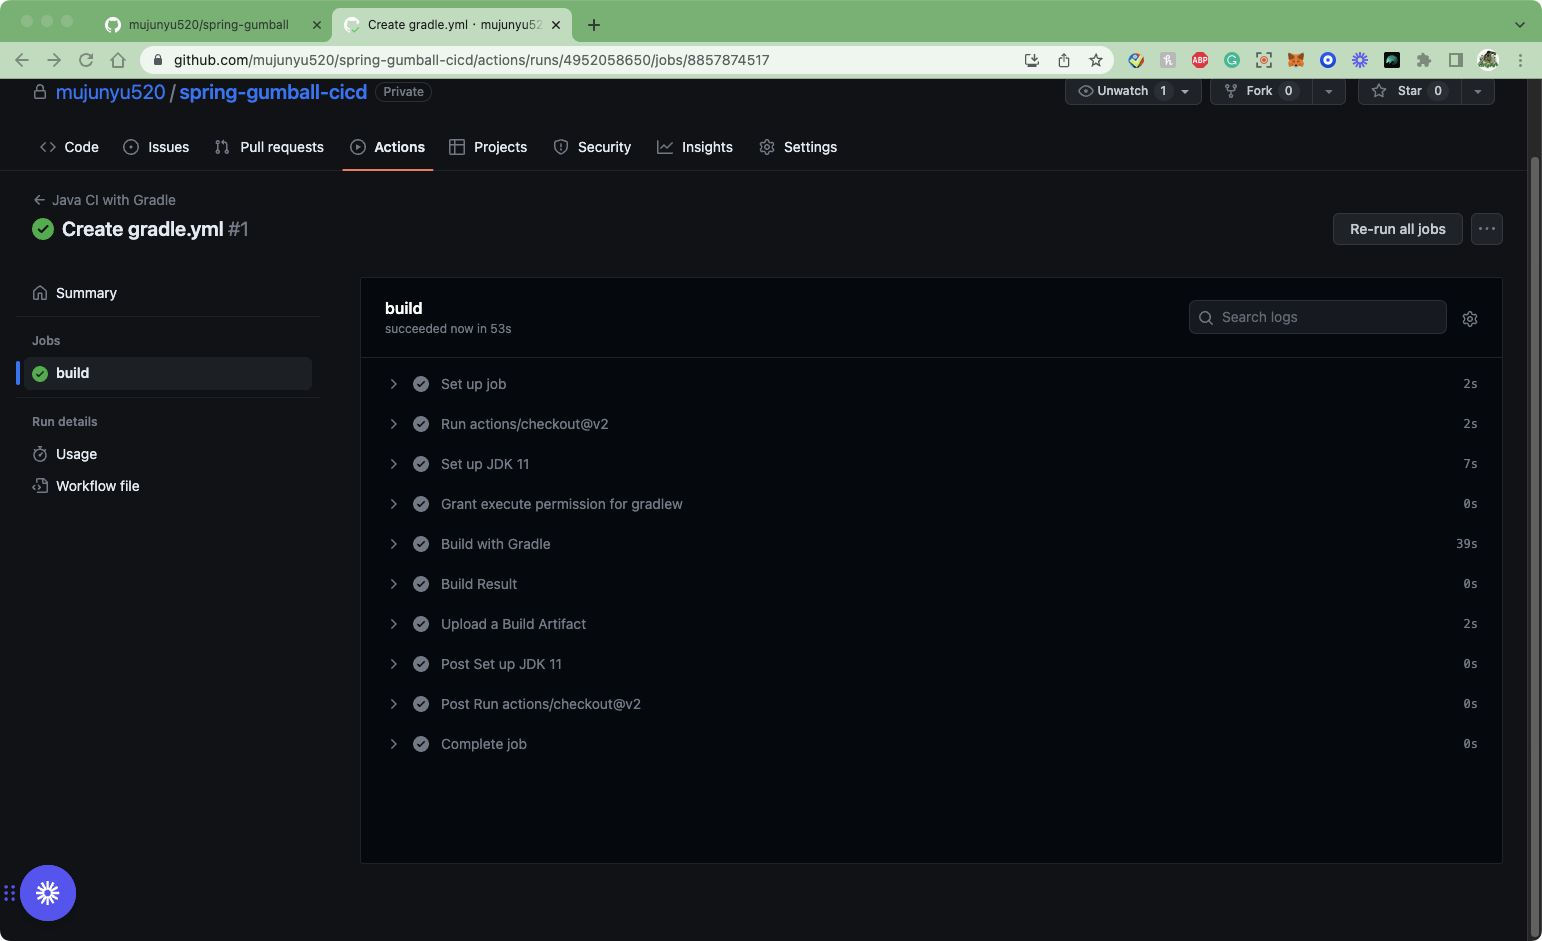 mujunyu520/spring-gumball
Create gradle.yml · mujunyu52
github.com/mujunyu520/spring-gumball-cicd/actions/runs/4952058650/jobs/8857874517
ABP
mujunyu520 / spring-gumball-cicd Private
Unwatch 1
Fork 0
Star 0
Code
Issues
Pull requests
Actions
Projects
Security
Insights
Settings
Java CI with Gradle
Create gradle.yml #1
Re-run all jobs
Summary
Jobs
build
Run details
Usage
Workflow file
build
succeeded now in 53s
Search logs
Set up job 2s
Run actions/checkout@v2 2s
Set up JDK 11 7s
Grant execute permission for gradlew 0s
Build with Gradle 39s
Build Result 0s
Upload a Build Artifact 2s
Post Set up JDK 11 0s
Post Run actions/checkout@v2 0s
Complete job 0s